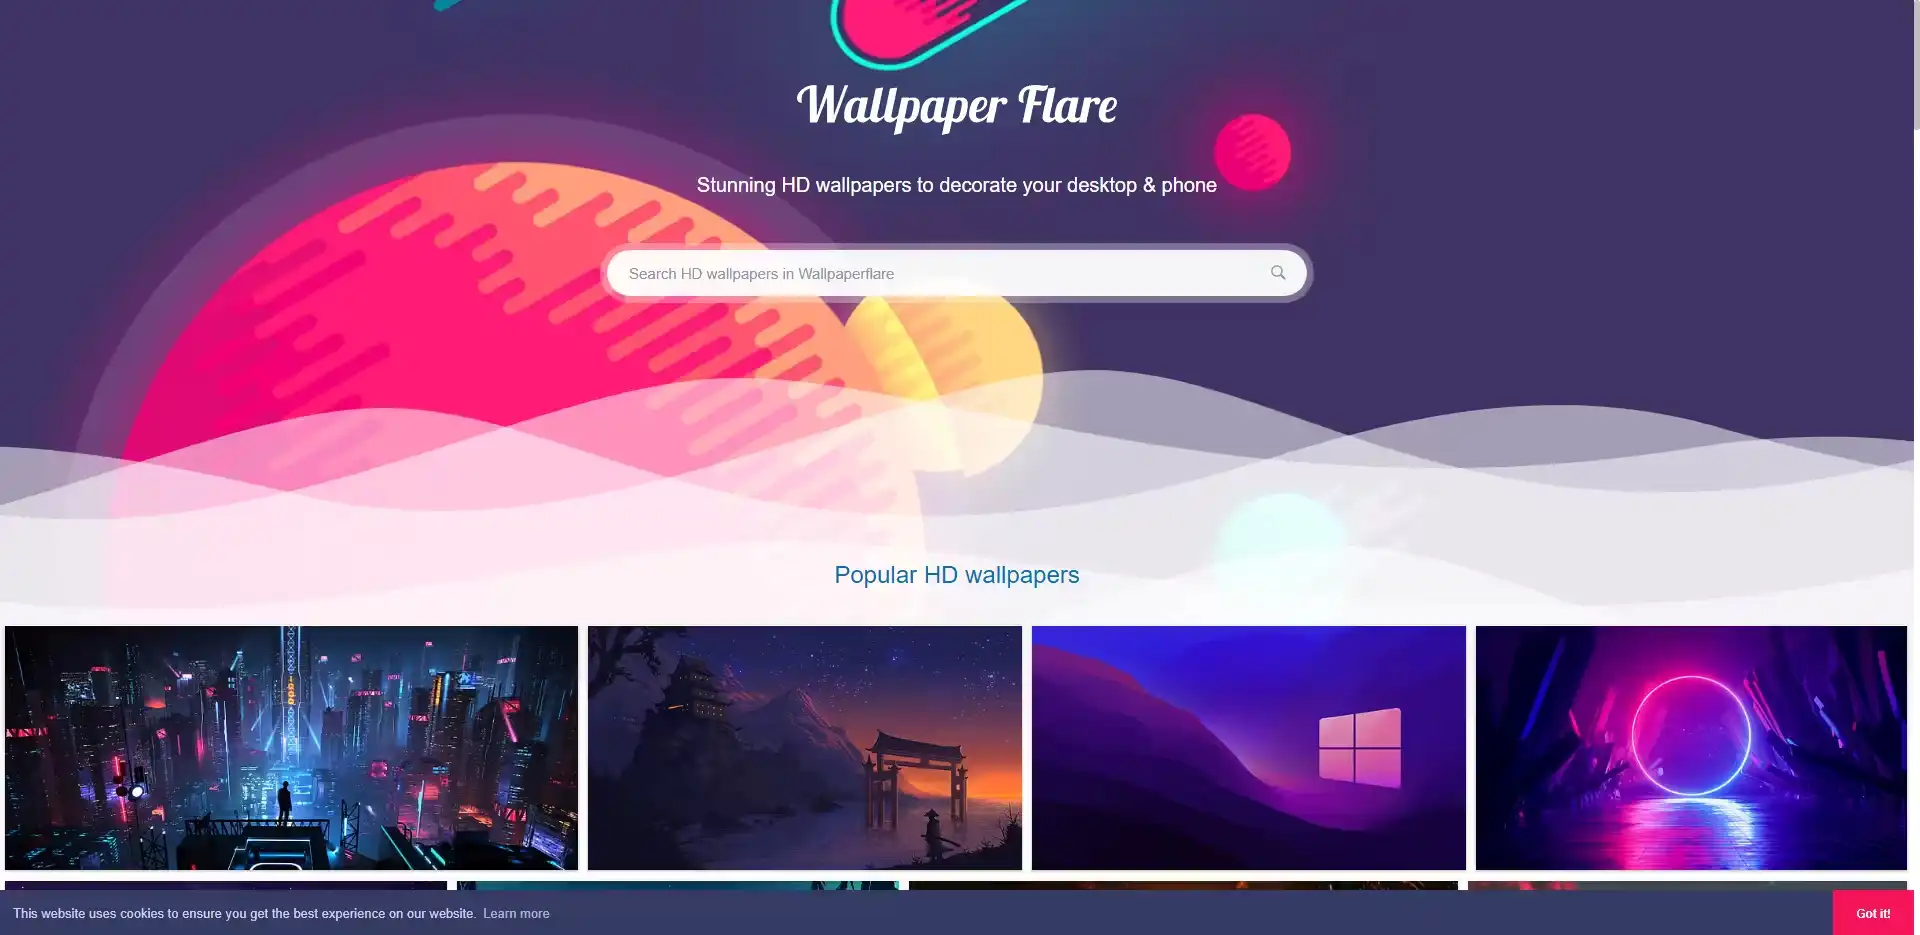 Wallpaper Flare
Stunning HD wallpapers to decorate your desktop & phone
Search HD wallpapers in Wallpaperflare
Popular HD wallpapers
This website uses cookies to ensure you get the best experience on our website. Learn more
Got it!